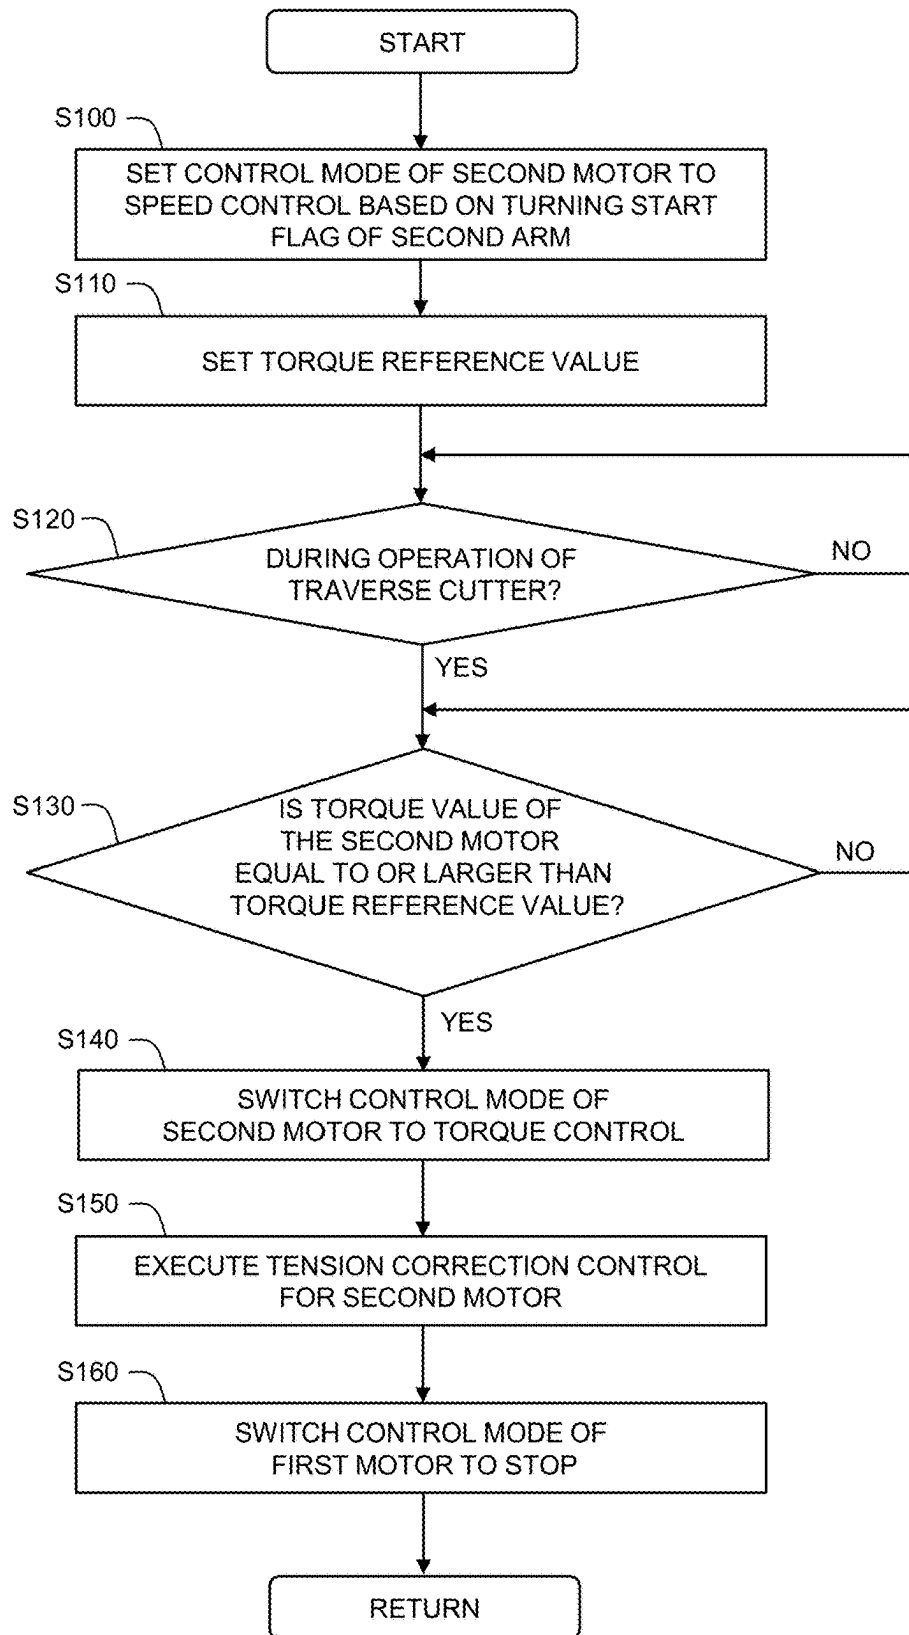 START
S100
SET CONTROL MODE OF SECOND MOTOR TO
SPEED CONTROL BASED ON TURNING START
FLAG OF SECOND ARM
S110
SET TORQUE REFERENCE VALUE
S120
DURING OPERATION OF
TRAVERSE CUTTER?
NO
YES
S130
IS TORQUE VALUE OF
THE SECOND MOTOR
EQUAL TO OR LARGER THAN
TORQUE REFERENCE VALUE?
NO
YES
S140
SWITCH CONTROL MODE OF
SECOND MOTOR TO TORQUE CONTROL
S150
EXECUTE TENSION CORRECTION CONTROL
FOR SECOND MOTOR
S160
SWITCH CONTROL MODE OF
FIRST MOTOR TO STOP
RETURN